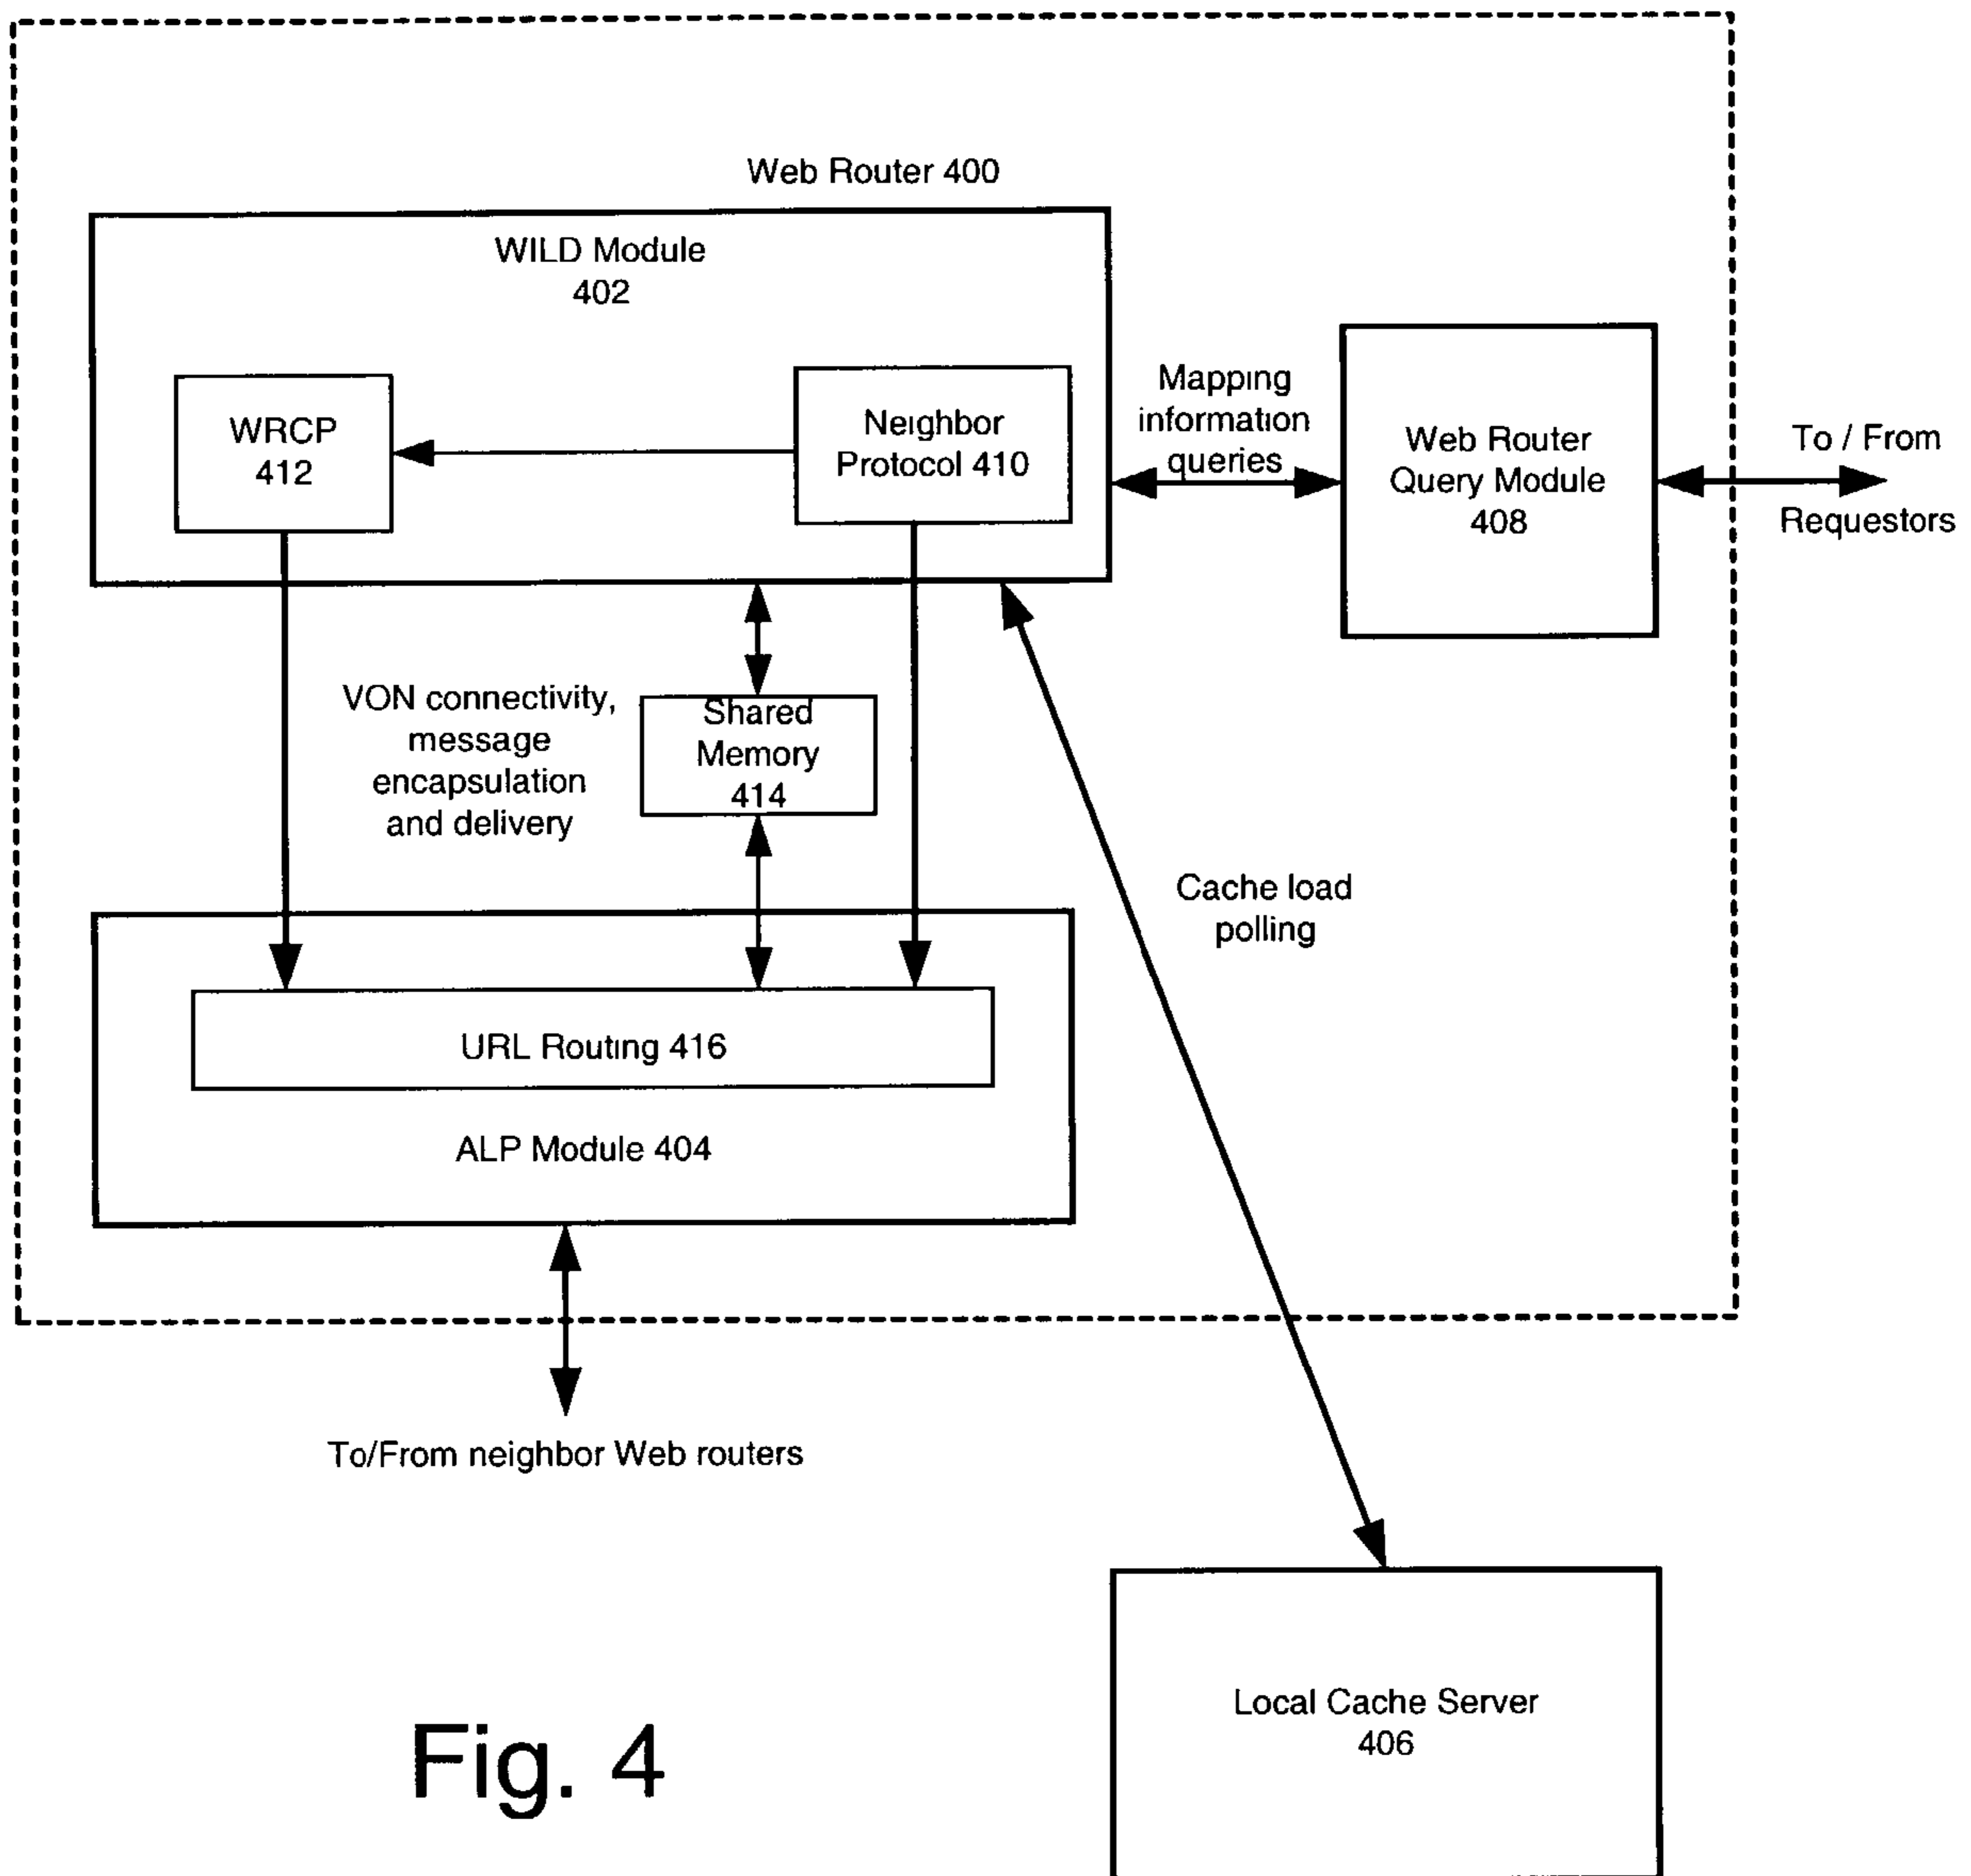 Web Router 400
WILD Module
402
WRCP
412
Neighbor
Protocol 410
Mapping
information
queries
Web Router
Query Module
408
To / From
Requestors
VON connectivity,
message
encapsulation
and delivery
Shared
Memory
414
Cache load
polling
URL Routing 416
ALP Module 404
To/From neighbor Web routers
Local Cache Server
406
Fig. 4